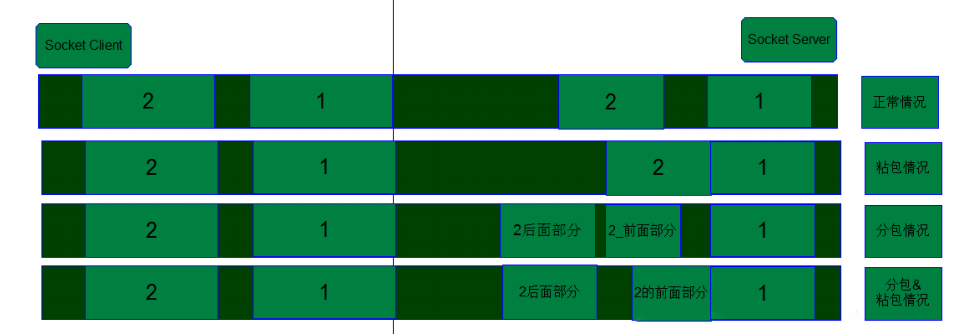 Socket Client
Socket Server
2 1 2 1 正常情况
2 1 2 1 粘包情况
2 1 2后面部分 2_前面部分 1 分包情况
2 1 2后面部分 2的前面部分 1 分包&
粘包情况